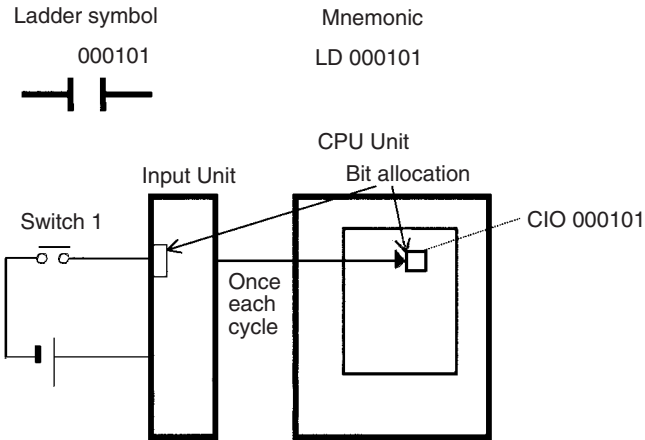 Ladder symbol
Mnemonic
000101
LD 000101
CPU Unit
Input Unit
Bit allocation
Switch 1
CIO 000101
Once
each
cycle